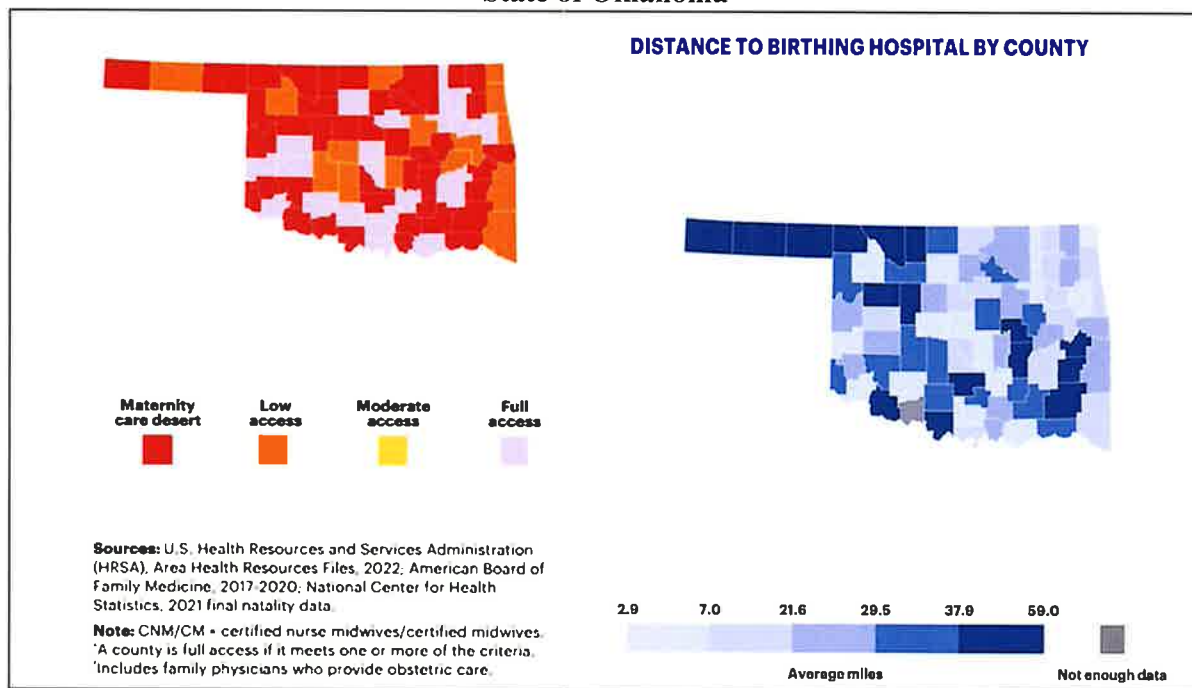 DISTANCE TO BIRTHING HOSPITAL BY COUNTY
Maternity
care desert
Low
access
Moderate
access
Full
access
Sources: U.S. Health Resources and Services Administration
(HRSA), Area Health Resources Files, 2022; American Board of
Family Medicine, 2017-2020; National Center for Health
Statistics, 2021 final natality data.
Note: CNM/CM = certified nurse midwives/certified midwives.
*A county is full access if it meets one or more of the criteria.
†Includes family physicians who provide obstetric care.
2.9 7.0 21.6 29.5 37.9 59.0
Average miles
Not enough data